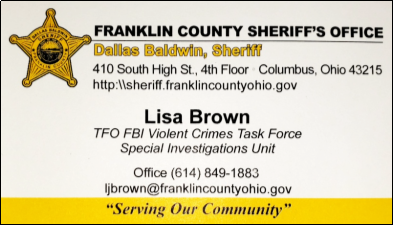 FRANKLIN COUNTY SHERIFF'S OFFICE
Dallas Baldwin, Sheriff
410 South High St., 4th Floor · Columbus, Ohio 43215
http:\\sheriff.franklincountyohio.gov
Lisa Brown
TFO FBI Violent Crimes Task Force
Special Investigations Unit
Office (614) 849-1883
ljbrown@franklincountyohio.gov
"Serving Our Community"